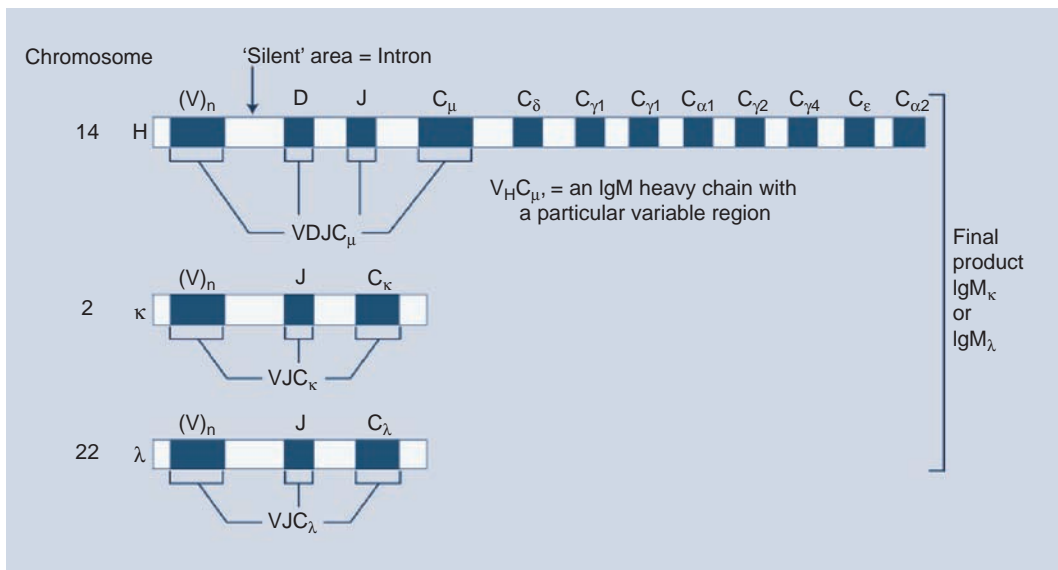 Chromosome
'Silent' area = Intron
(V)n D J Cμ Cδ Cγ1 Cγ1 Cα1 Cγ2 Cγ4 Cε Cα2
14 H
VHCμ, = an IgM heavy chain with
a particular variable region
VDJCμ
Final
product
IgMκ
or
IgMλ
(V)n J Cκ
2 κ
VJCκ
(V)n J Cλ
22 λ
VJCλ